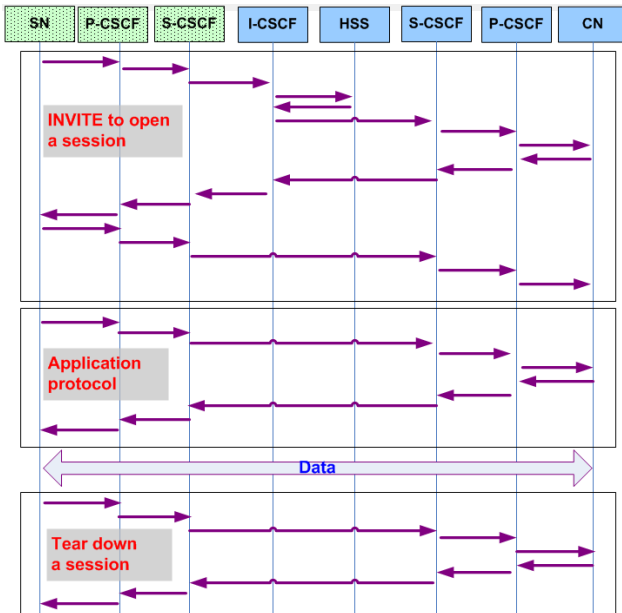 SN P-CSCF S-CSCF I-CSCF HSS S-CSCF P-CSCF CN
INVITE to open
a session
Application
protocol
Data
Tear down
a session